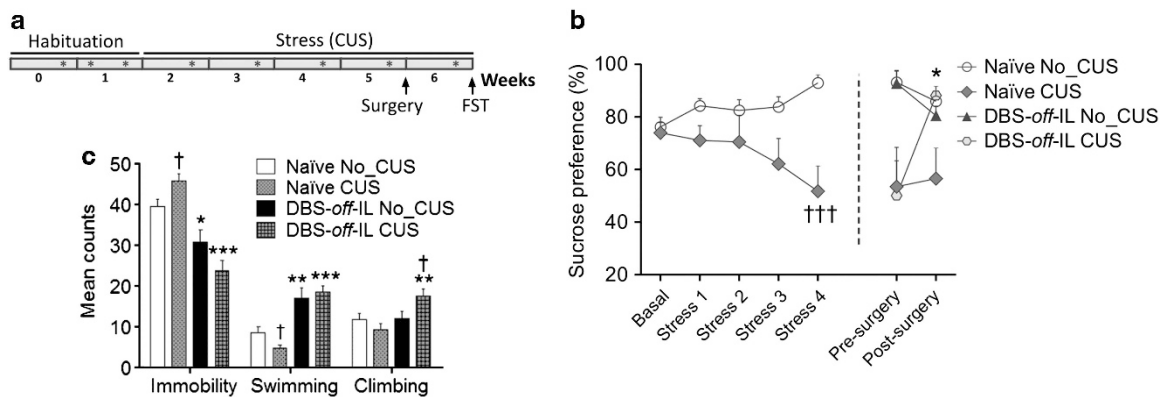 a
Habituation Stress (CUS)
* * * * * * * *
0 1 2 3 4 5 6 Weeks
Surgery FST
b
Sucrose preference (%)
100
80
60
40
20
†††
*
Basal
Stress 1
Stress 2
Stress 3
Stress 4
Pre-surgery
Post-surgery
Naïve No_CUS
Naïve CUS
DBS-off-IL No_CUS
DBS-off-IL CUS
c
Mean counts
50
40
30
20
10
0
Naïve No_CUS
Naïve CUS
DBS-off-IL No_CUS
DBS-off-IL CUS
† * ***
† ** ***
†
**
Immobility Swimming Climbing